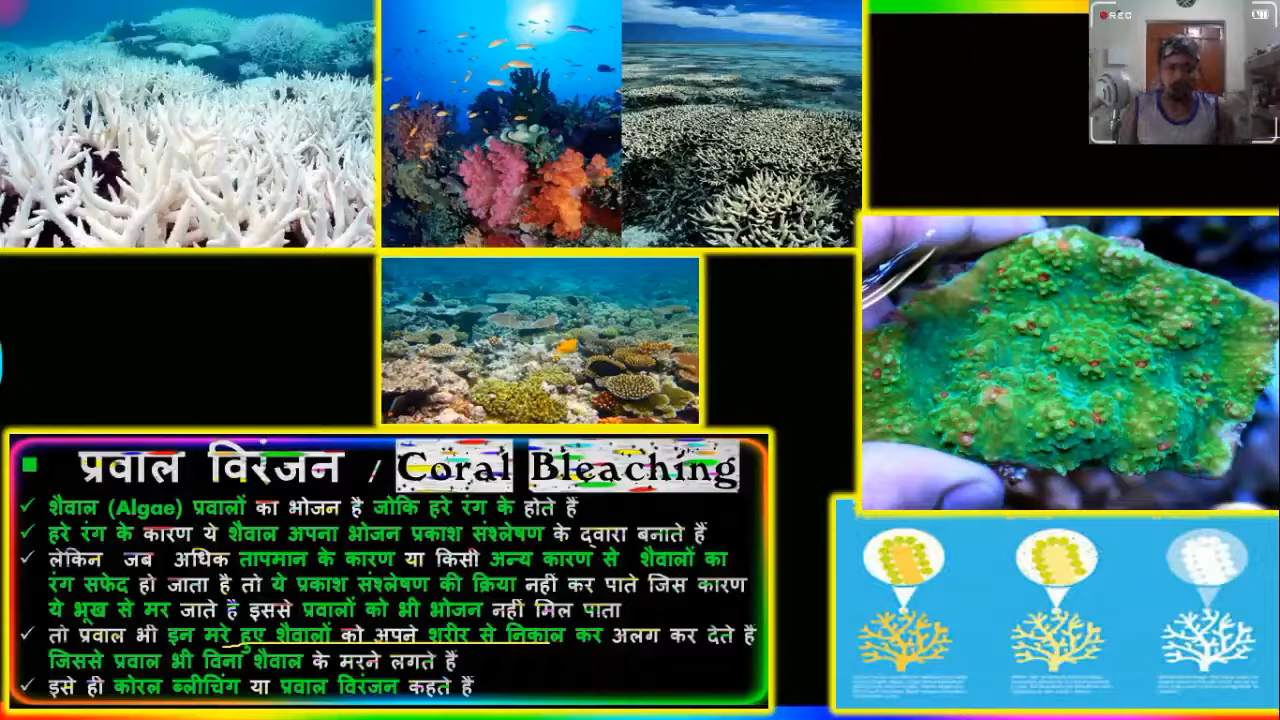 REC
प्रवाल विरंजन / Coral Bleaching
✓ शैवाल (Algae) प्रवालों का भोजन है जोकि हरे रंग के होते हैं
✓ हरे रंग के कारण ये शैवाल अपना भोजन प्रकाश संश्लेषण के द्वारा बनाते हैं
✓ लेकिन जब अधिक तापमान के कारण या किसी अन्य कारण से शैवालों का
रंग सफेद हो जाता है तो ये प्रकाश संश्लेषण की क्रिया नहीं कर पाते जिस कारण
ये भूख से मर जाते है इससे प्रवालों को भी भोजन नहीं मिल पाता
✓ तो प्रवाल भी इन मरे हुए शैवालों को अपने शरीर से निकाल कर अलग कर देते है
जिससे प्रवाल भी विना शैवाल के मरने लगते हैं
✓ इसे ही कोरल ब्लीचिंग या प्रवाल विरंजन कहते हैं